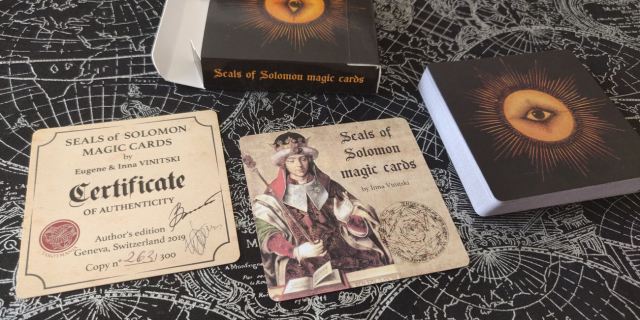 Seals of Solomon magic cards
SEALS of SOLOMON
MAGIC CARDS
by
Eugene & Inna VINITSKI
Certificate
OF AUTHENTICITY
Author's edition
Geneva, Switzerland 2019
Copy n° 263/300
Seals of
Solomon
magic cards
by Inna Vinitski